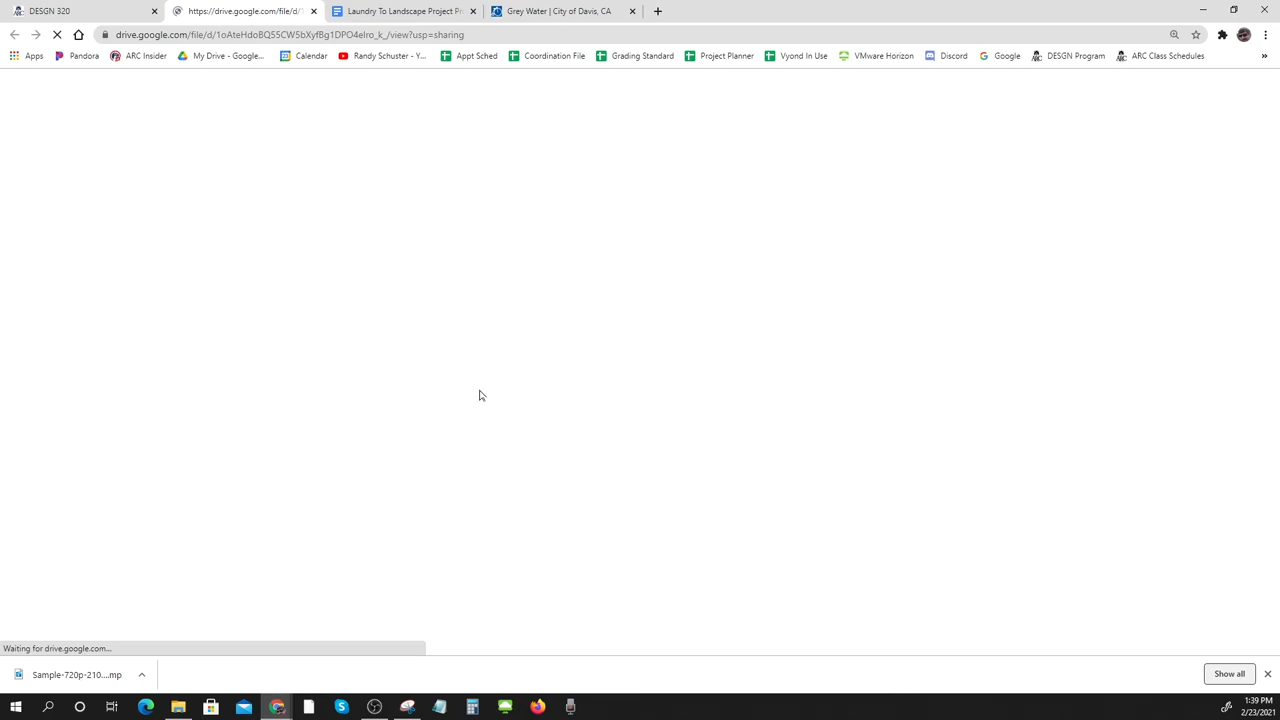 DESGN 320
https://drive.google.com/file/d/1
Laundry To Landscape Project Pr
Grey Water | City of Davis, CA
drive.google.com/file/d/1oAteHdoBQ55CW5bXyfBg1DPO4eIro_k_/view?usp=sharing
Apps
Pandora
ARC Insider
My Drive - Google...
Calendar
Randy Schuster - Y...
Appt Sched
Coordination File
Grading Standard
Project Planner
Vyond In Use
VMware Horizon
Discord
Google
DESGN Program
ARC Class Schedules
»
Waiting for drive.google.com...
Sample-720p-210....mp
Show all
1:39 PM
2/23/2021